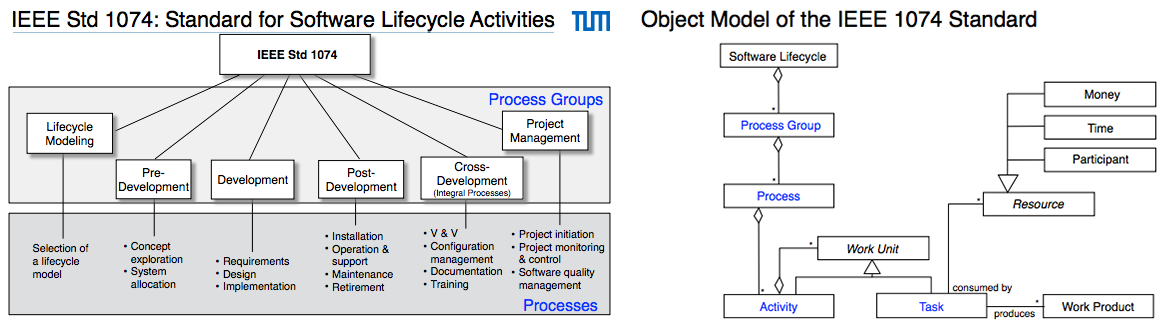 IEEE Std 1074: Standard for Software Lifecycle Activities
TUM
IEEE Std 1074
Process Groups
Lifecycle
Modeling
Pre-
Development
Development
Post-
Development
Cross-
Development
(Integral Processes)
Project
Management
Selection of
a lifecycle
model
• Concept
exploration
• System
allocation
• Requirements
• Design
• Implementation
• Installation
• Operation &
support
• Maintenance
• Retirement
• V & V
• Configuration
management
• Documentation
• Training
• Project initiation
• Project monitoring
& control
• Software quality
management
Processes
Object Model of the IEEE 1074 Standard
Software Lifecycle
*
Process Group
*
Process
*
Activity
*
Work Unit
Task
Money
Time
Participant
*
Resource
consumed by
produces
*
Work Product